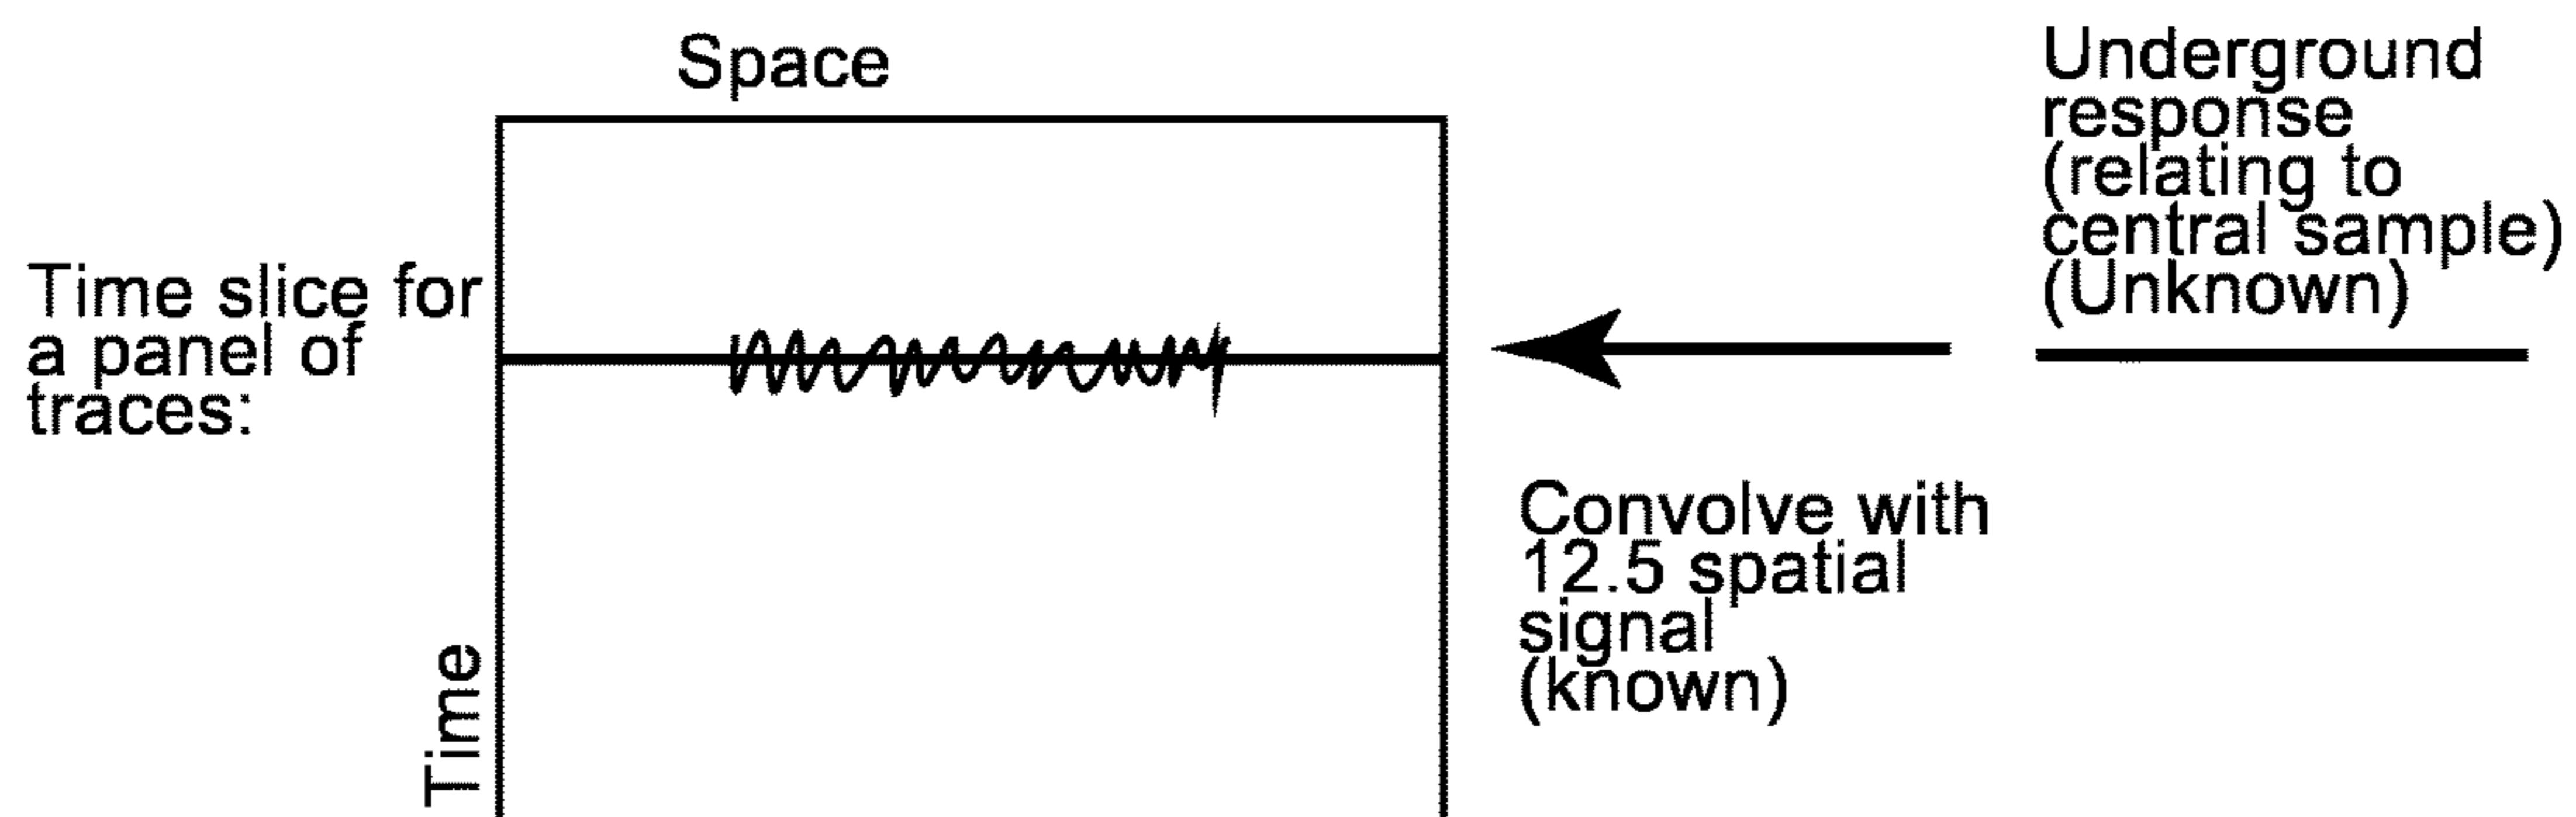 Space
Time slice for
a panel of
traces:
Time
Underground
response
(relating to
central sample)
(Unknown)
Convolve with
12.5 spatial
signal
(known)